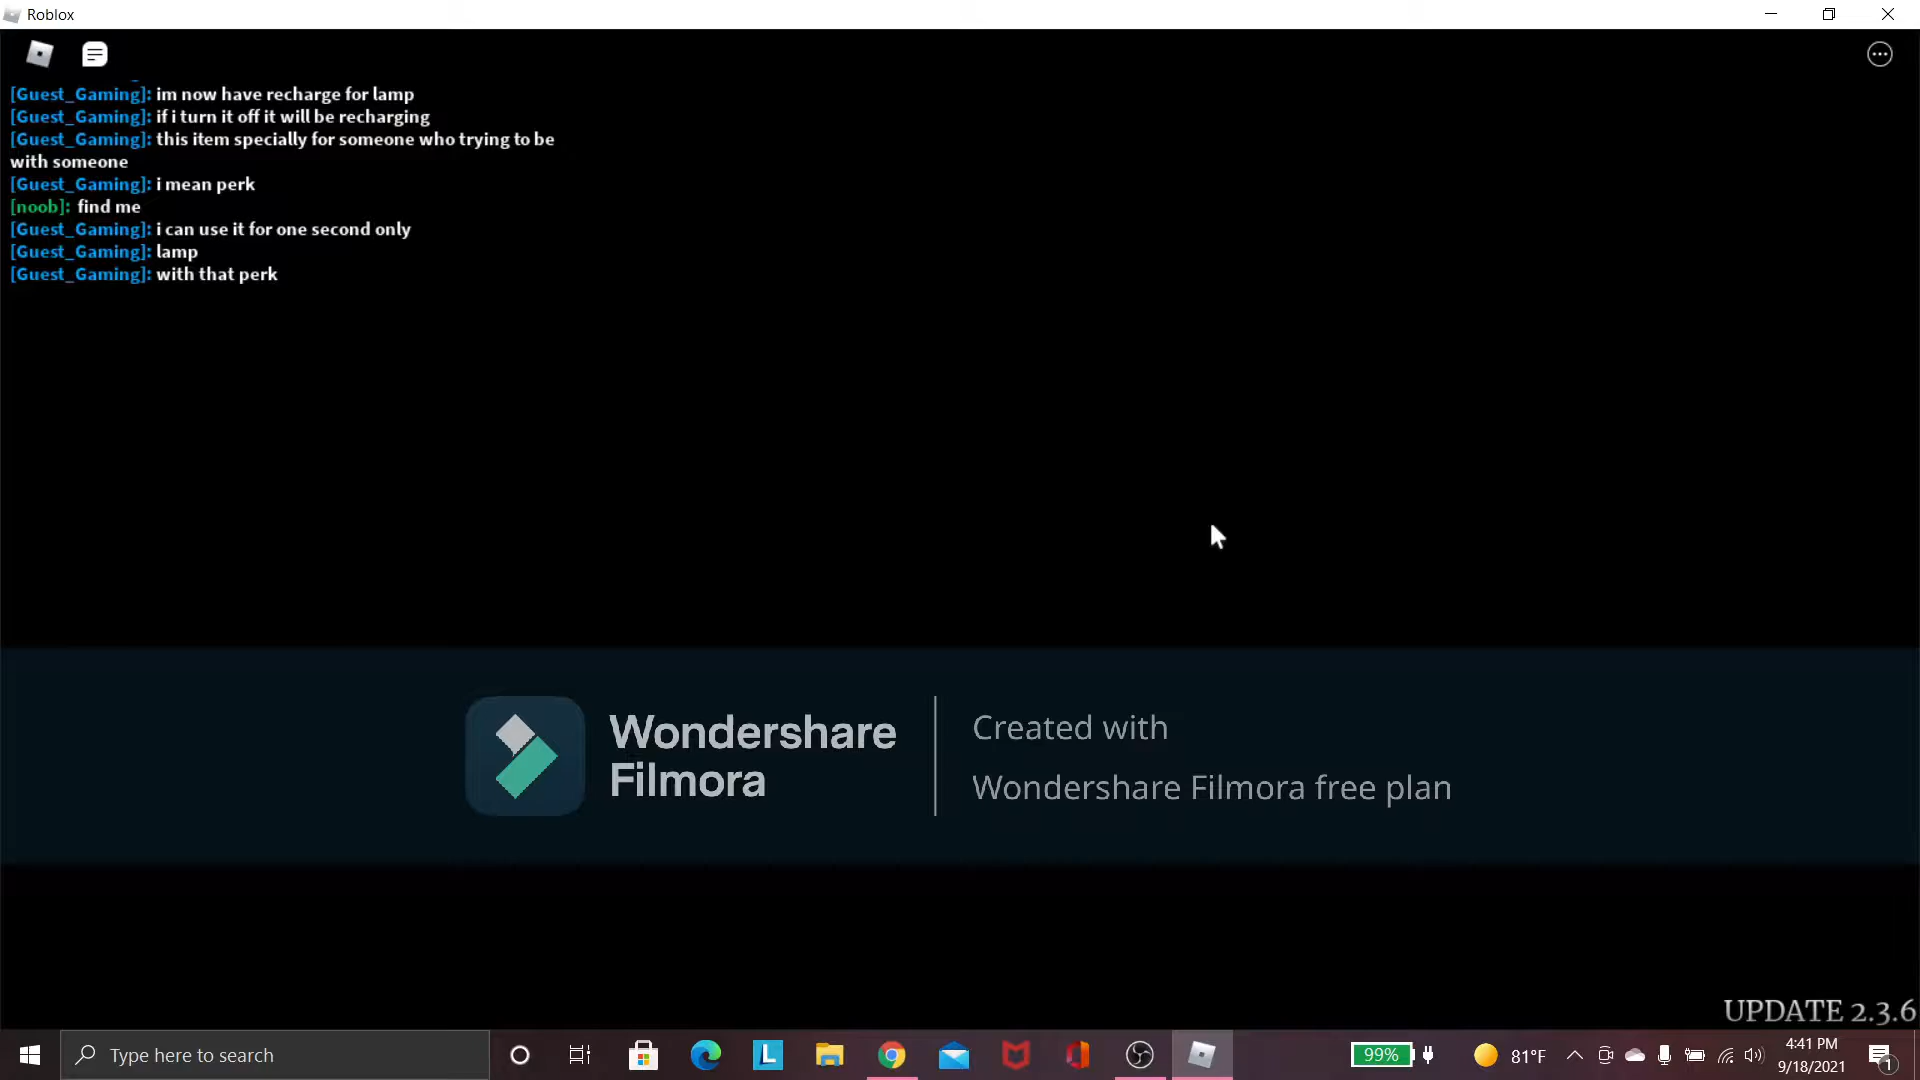 Roblox
[Guest_Gaming]: im now have recharge for lamp
[Guest_Gaming]: if i turn it off it will be recharging
[Guest_Gaming]: this item specially for someone who trying to be
with someone
[Guest_Gaming]: i mean perk
[noob]: find me
[Guest_Gaming]: i can use it for one second only
[Guest_Gaming]: lamp
[Guest_Gaming]: with that perk
Wondershare
Filmora
Created with
Wondershare Filmora free plan
UPDATE 2.3.6
Type here to search
L
99%
81°F
4:41 PM
9/18/2021
1